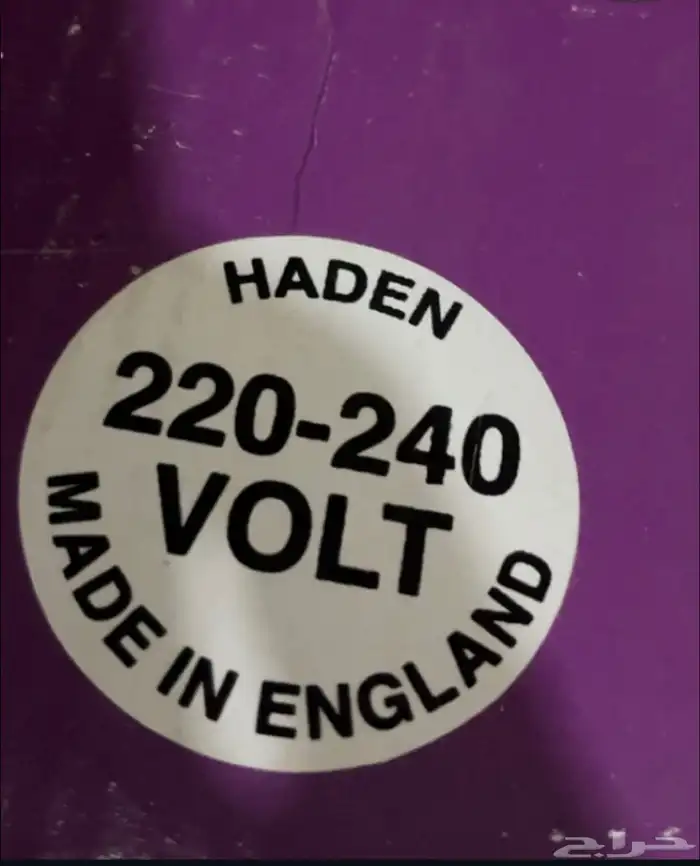 HADEN
220-240
VOLT
MADE IN ENGLAND
حراج